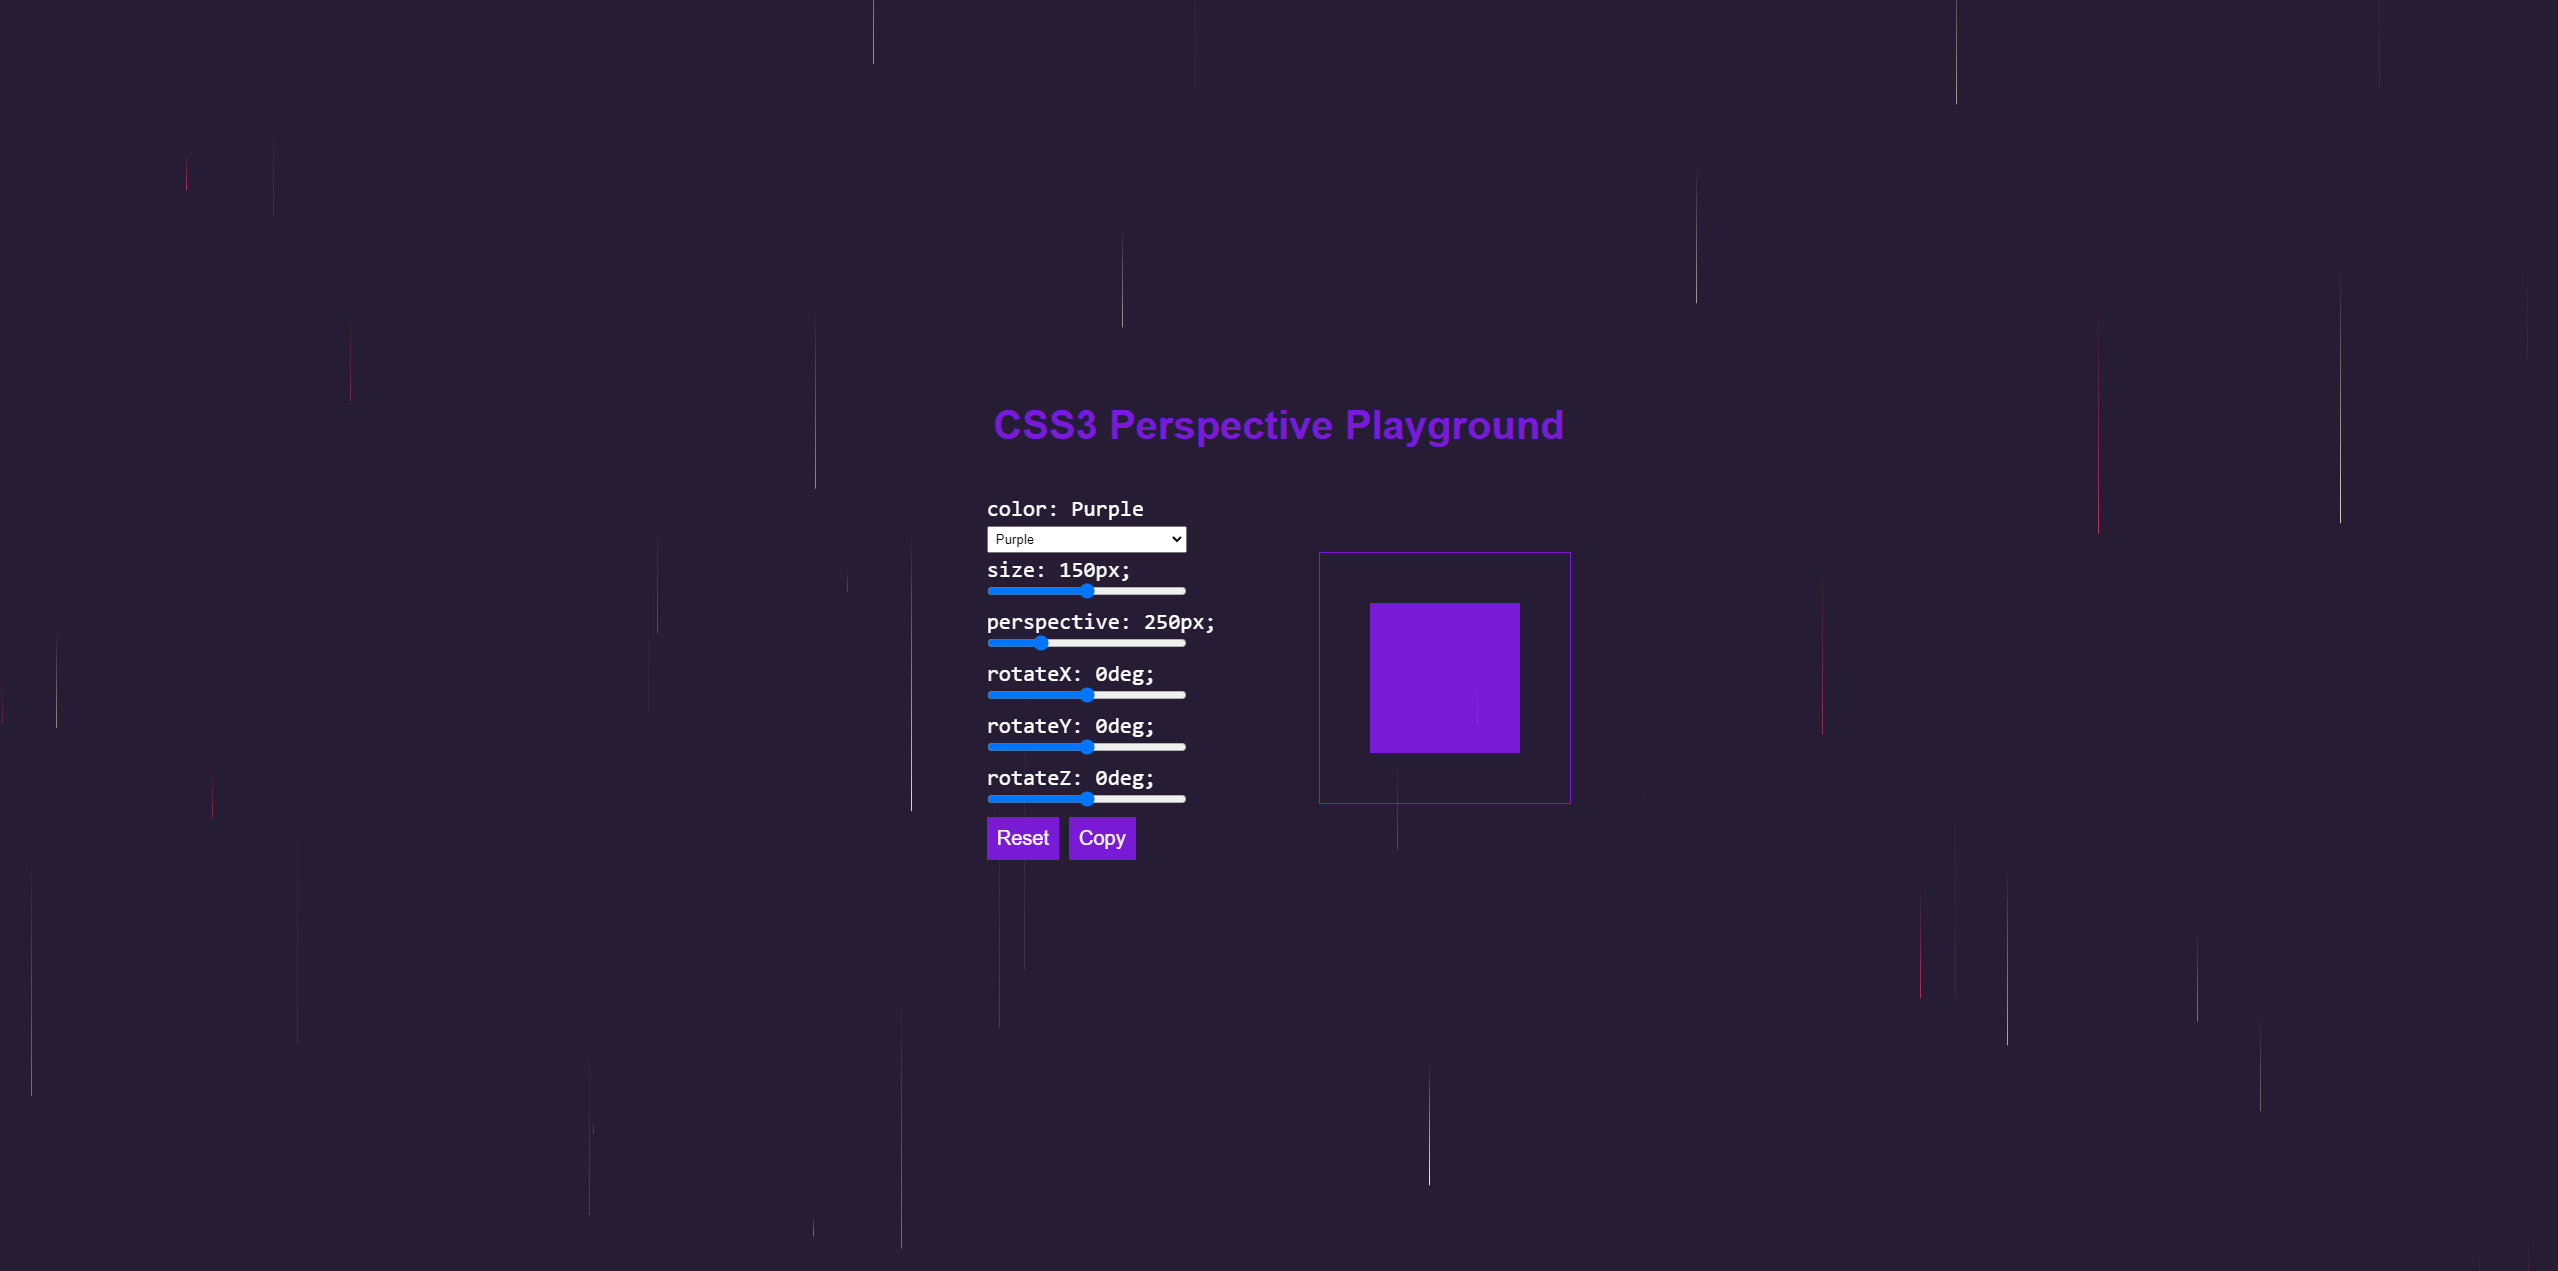 CSS3 Perspective Playground
color: Purple
Purple
size: 150px;
perspective: 250px;
rotateX: 0deg;
rotateY: 0deg;
rotateZ: 0deg;
Reset Copy